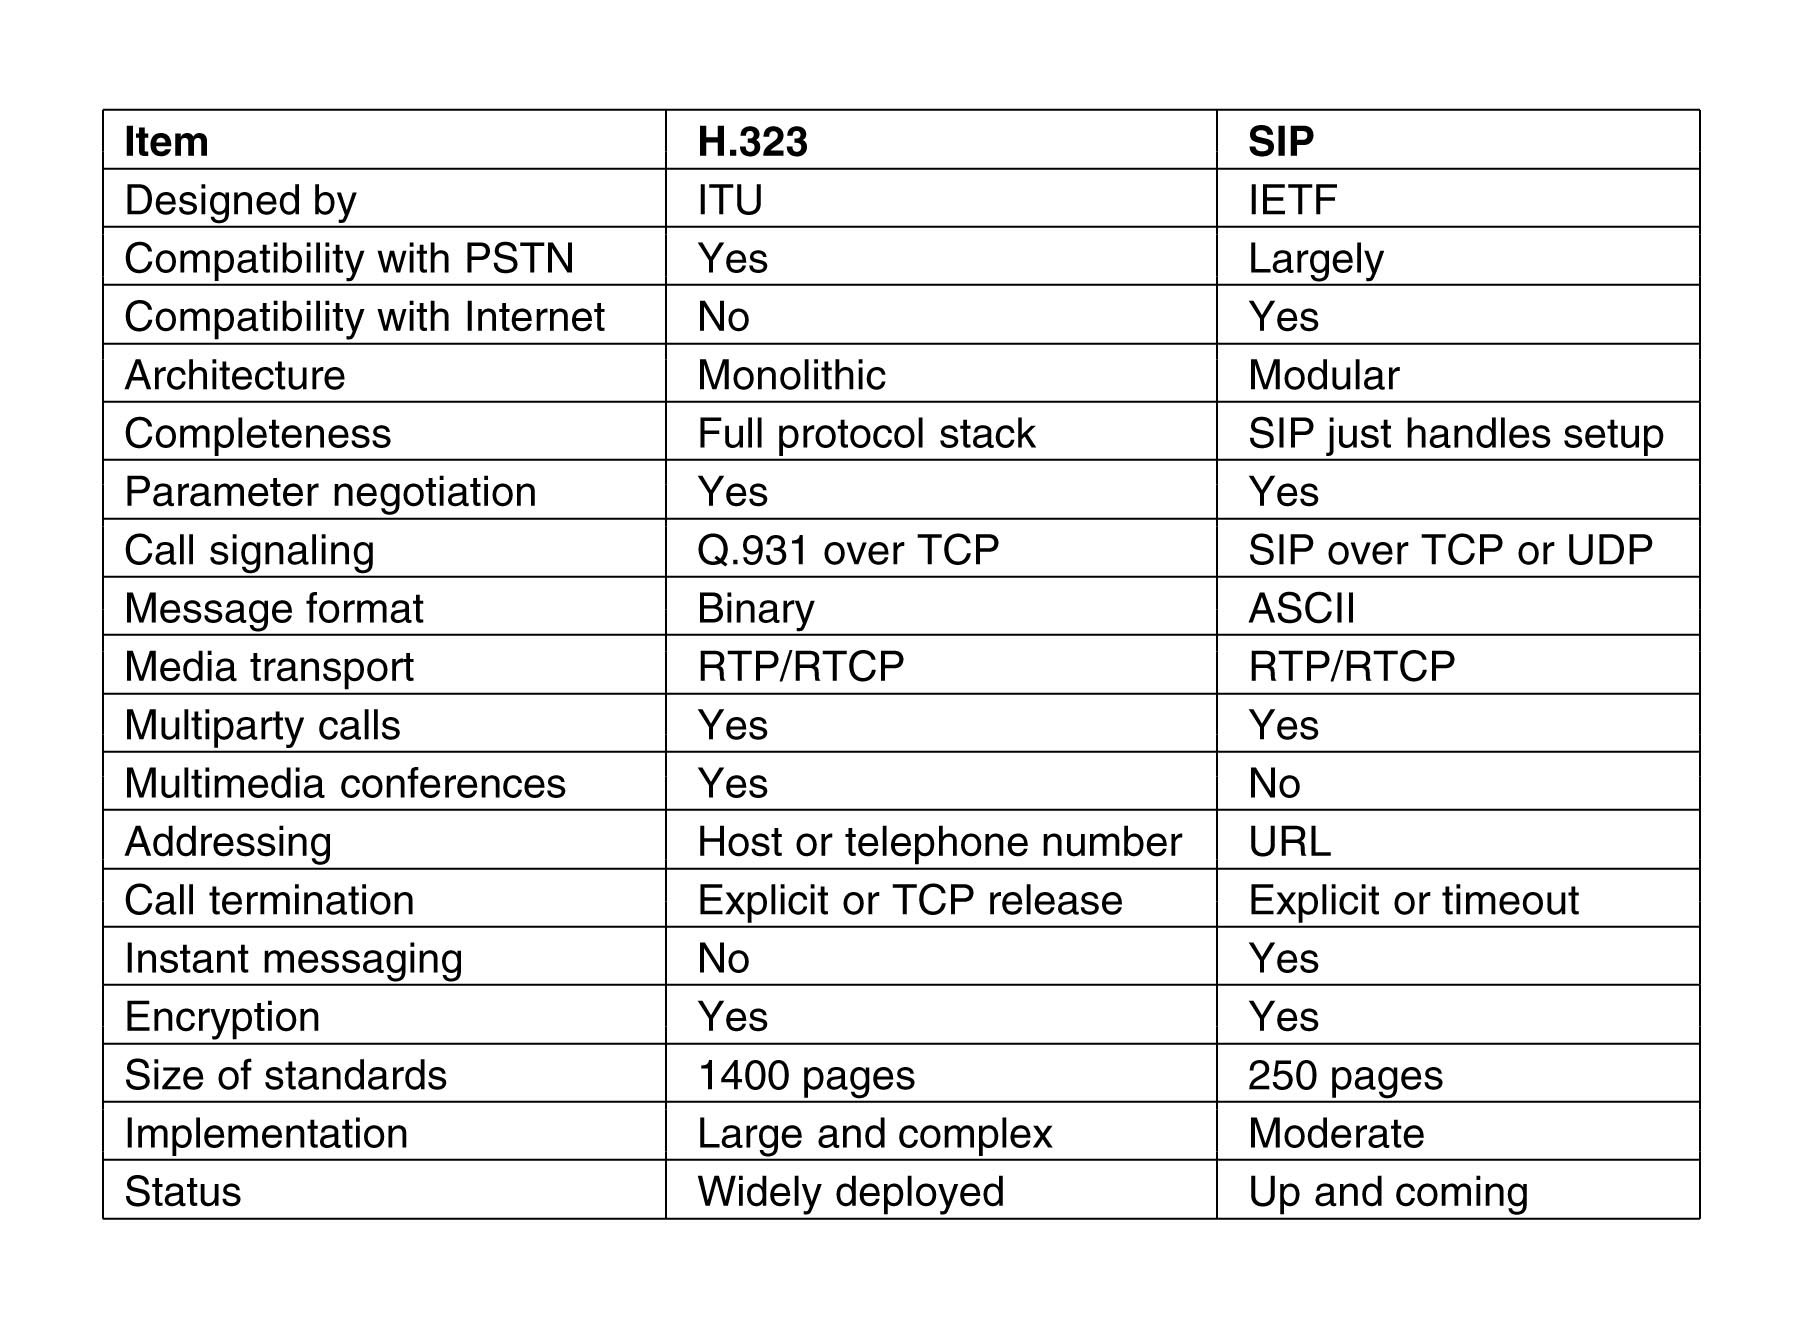 Item H.323 SIP
Designed by ITU IETF
Compatibility with PSTN Yes Largely
Compatibility with Internet No Yes
Architecture Monolithic Modular
Completeness Full protocol stack SIP just handles setup
Parameter negotiation Yes Yes
Call signaling Q.931 over TCP SIP over TCP or UDP
Message format Binary ASCII
Media transport RTP/RTCP RTP/RTCP
Multiparty calls Yes Yes
Multimedia conferences Yes No
Addressing Host or telephone number URL
Call termination Explicit or TCP release Explicit or timeout
Instant messaging No Yes
Encryption Yes Yes
Size of standards 1400 pages 250 pages
Implementation Large and complex Moderate
Status Widely deployed Up and coming